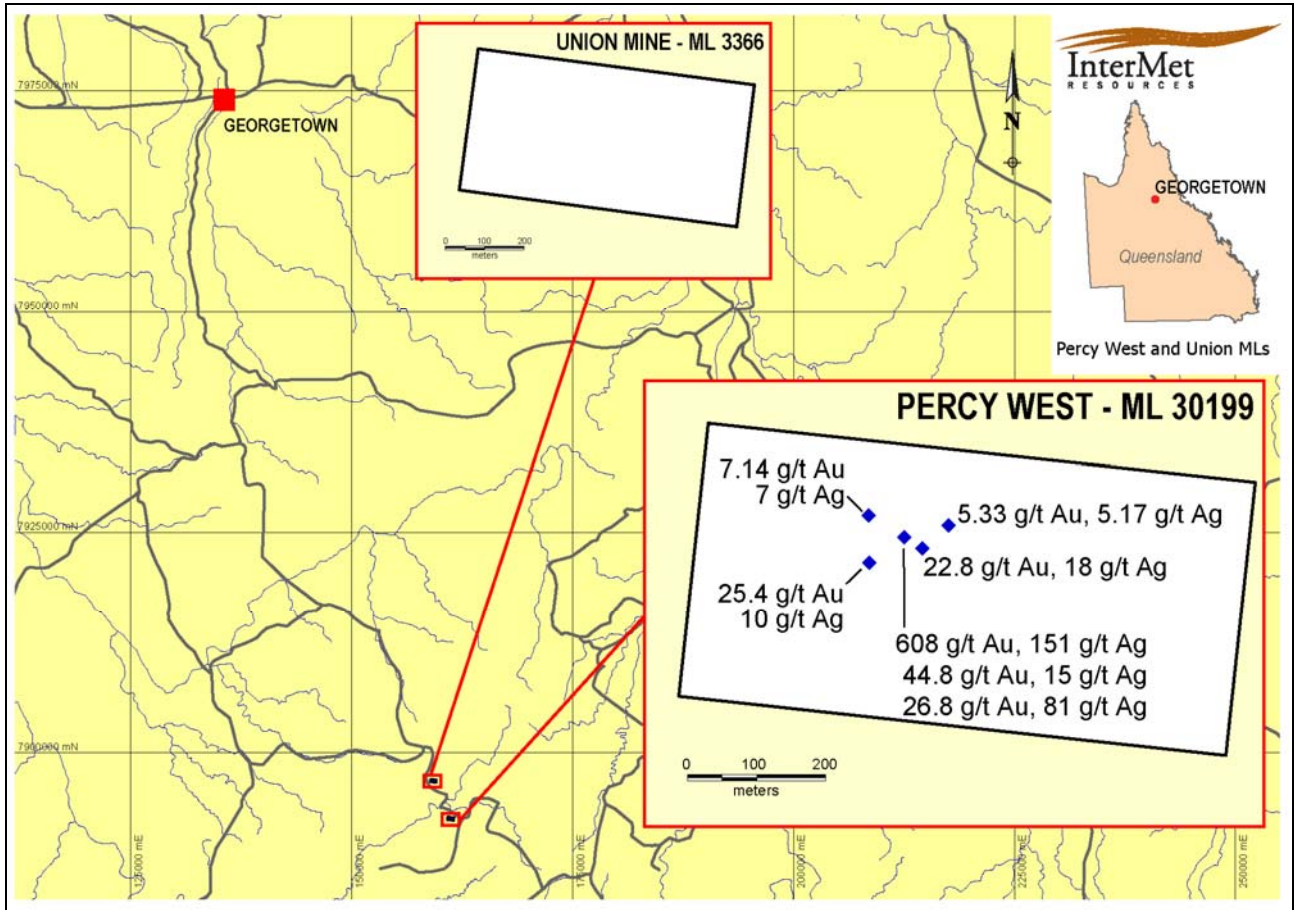 UNION MINE - ML 3366
0 100 200
meters
7975000 mN
GEORGETOWN
N
InterMet
RESOURCES
GEORGETOWN
Queensland
Percy West and Union MLs
7950000 mN
PERCY WEST - ML 30199
7.14 g/t Au
7 g/t Ag
5.33 g/t Au, 5.17 g/t Ag
22.8 g/t Au, 18 g/t Ag
25.4 g/t Au
10 g/t Ag
608 g/t Au, 151 g/t Ag
44.8 g/t Au, 15 g/t Ag
26.8 g/t Au, 81 g/t Ag
0 100 200
meters
7925000 mN
7900000 mN
125000 mE
150000 mE
175000 mE
200000 mE
225000 mE
250000 mE